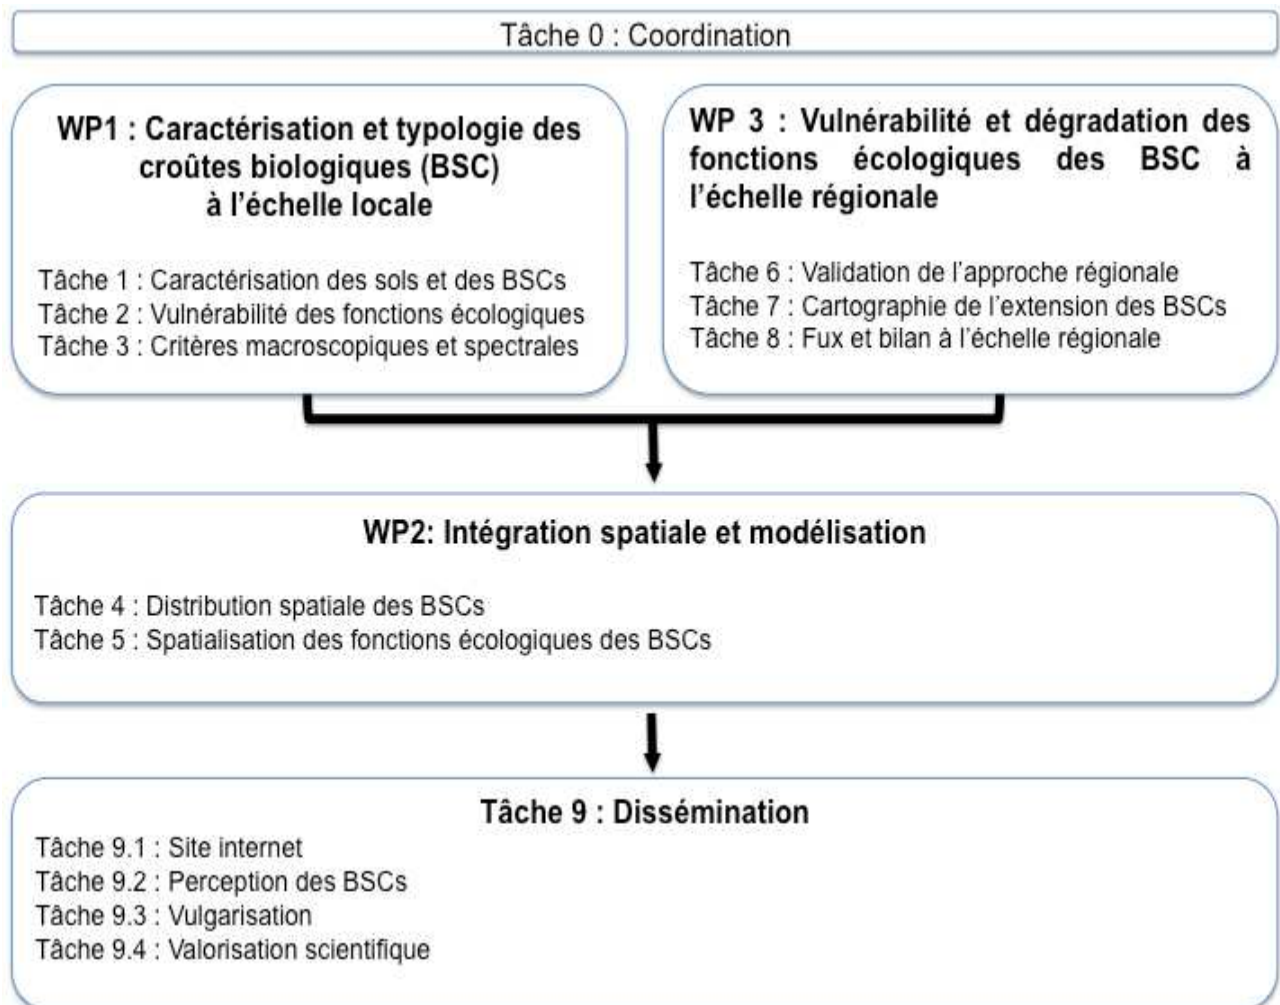 Tâche 0 : Coordination
WP1 : Caractérisation et typologie des
croûtes biologiques (BSC)
à l'échelle locale
Tâche 1 : Caractérisation des sols et des BSCs
Tâche 2 : Vulnérabilité des fonctions écologiques
Tâche 3 : Critères macroscopiques et spectrales
WP 3 : Vulnérabilité et dégradation des
fonctions écologiques des BSC à
l'échelle régionale
Tâche 6 : Validation de l'approche régionale
Tâche 7 : Cartographie de l'extension des BSCs
Tâche 8 : Fux et bilan à l'échelle régionale
WP2: Intégration spatiale et modélisation
Tâche 4 : Distribution spatiale des BSCs
Tâche 5 : Spatialisation des fonctions écologiques des BSCs
Tâche 9 : Dissémination
Tâche 9.1 : Site internet
Tâche 9.2 : Perception des BSCs
Tâche 9.3 : Vulgarisation
Tâche 9.4 : Valorisation scientifique